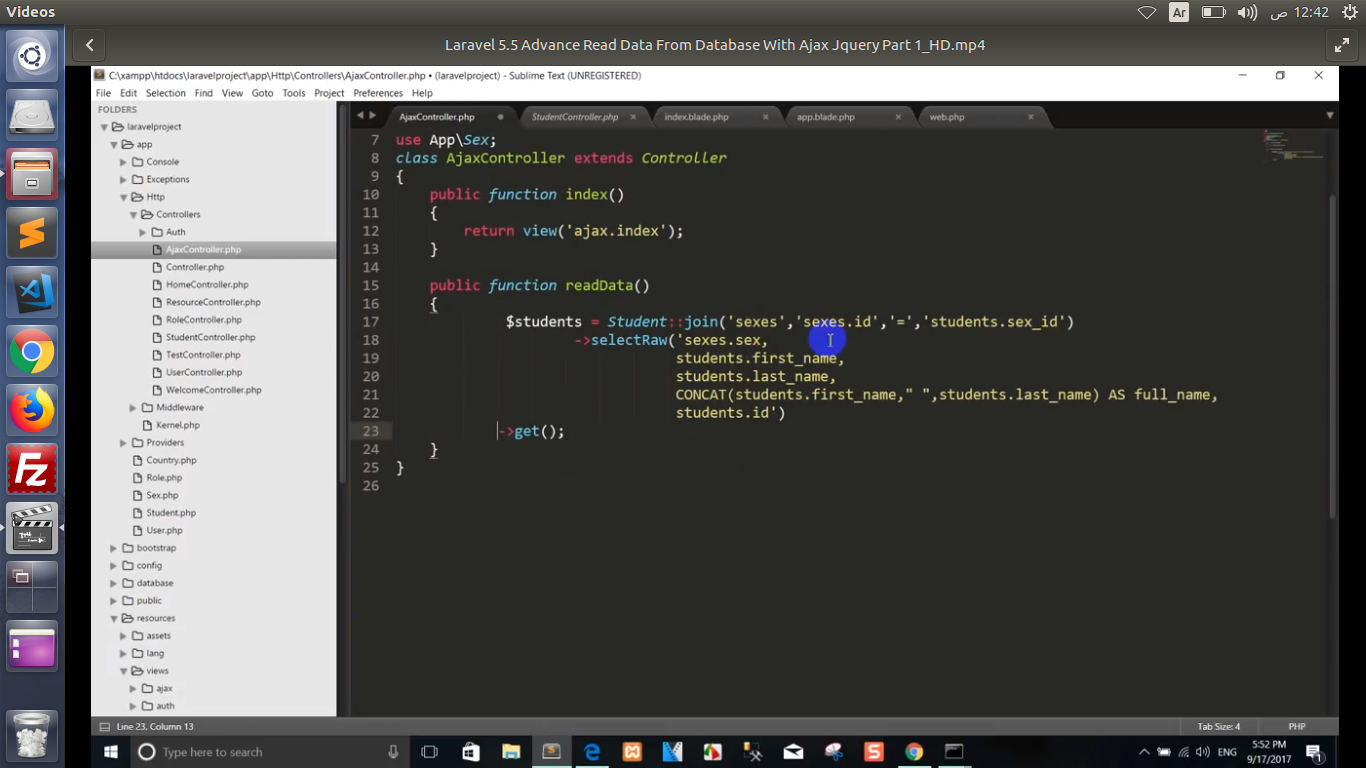 Videos
Ar
12:42 ص
Laravel 5.5 Advance Read Data From Database With Ajax Jquery Part 1_HD.mp4
C:\xampp\htdocs\laravelproject\app\Http\Controllers\AjaxController.php • (laravelproject) - Sublime Text (UNREGISTERED)
File Edit Selection Find View Goto Tools Project Preferences Help
FOLDERS
laravelproject
app
Console
Exceptions
Http
Controllers
Auth
AjaxController.php
Controller.php
HomeController.php
ResourceController.php
RoleController.php
StudentController.php
TestController.php
UserController.php
WelcomeController.php
Middleware
Kernel.php
Providers
Country.php
Role.php
Sex.php
Student.php
User.php
bootstrap
config
database
public
resources
assets
lang
views
ajax
auth
AjaxController.php StudentController.php index.blade.php app.blade.php web.php
7 use App\Sex;
8 class AjaxController extends Controller
9 {
10 public function index()
11 {
12 return view('ajax.index');
13 }
14
15 public function readData()
16 {
17 $students = Student::join('sexes','sexes.id','=','students.sex_id')
18 ->selectRaw('sexes.sex,
19 students.first_name,
20 students.last_name,
21 CONCAT(students.first_name," ",students.last_name) AS full_name,
22 students.id')
23 ->get();
24 }
25 }
26
Line 23, Column 13
Tab Size: 4
PHP
Type here to search
ENG
5:52 PM
9/17/2017
1